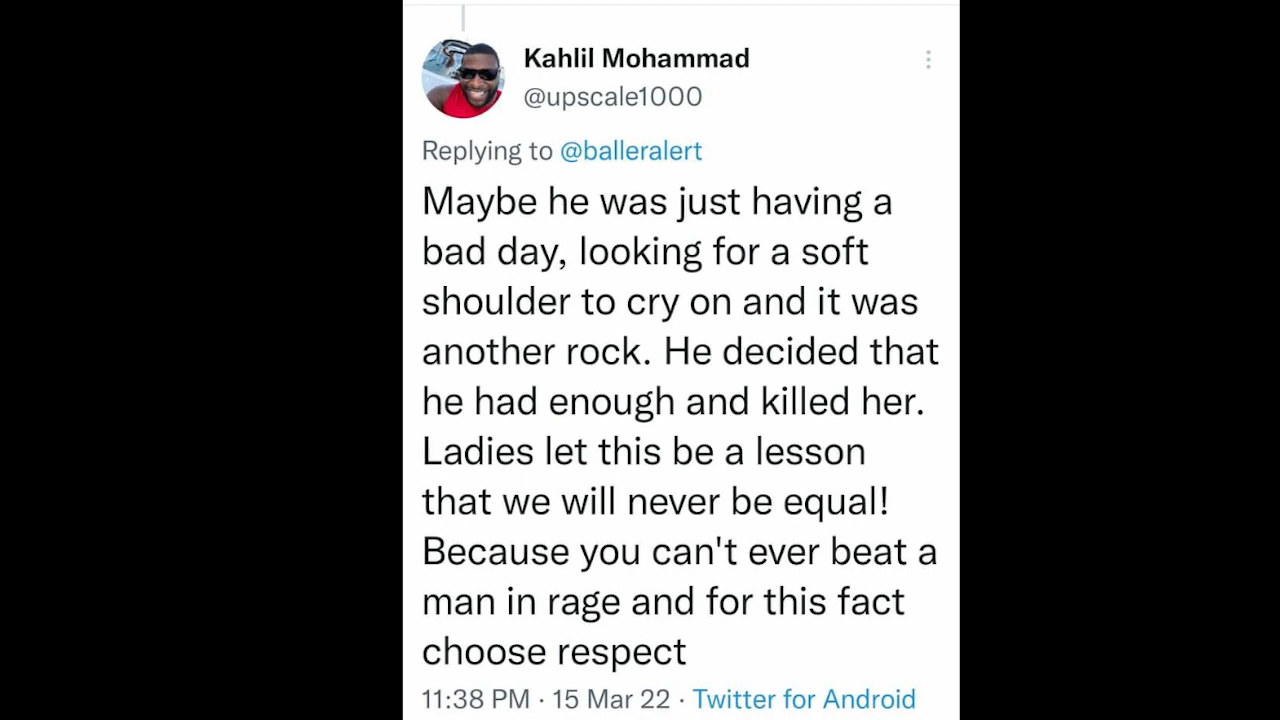 Kahlil Mohammad
@upscale1000
Replying to @balleralert
Maybe he was just having a
bad day, looking for a soft
shoulder to cry on and it was
another rock. He decided that
he had enough and killed her.
Ladies let this be a lesson
that we will never be equal!
Because you can't ever beat a
man in rage and for this fact
choose respect
11:38 PM · 15 Mar 22 · Twitter for Android